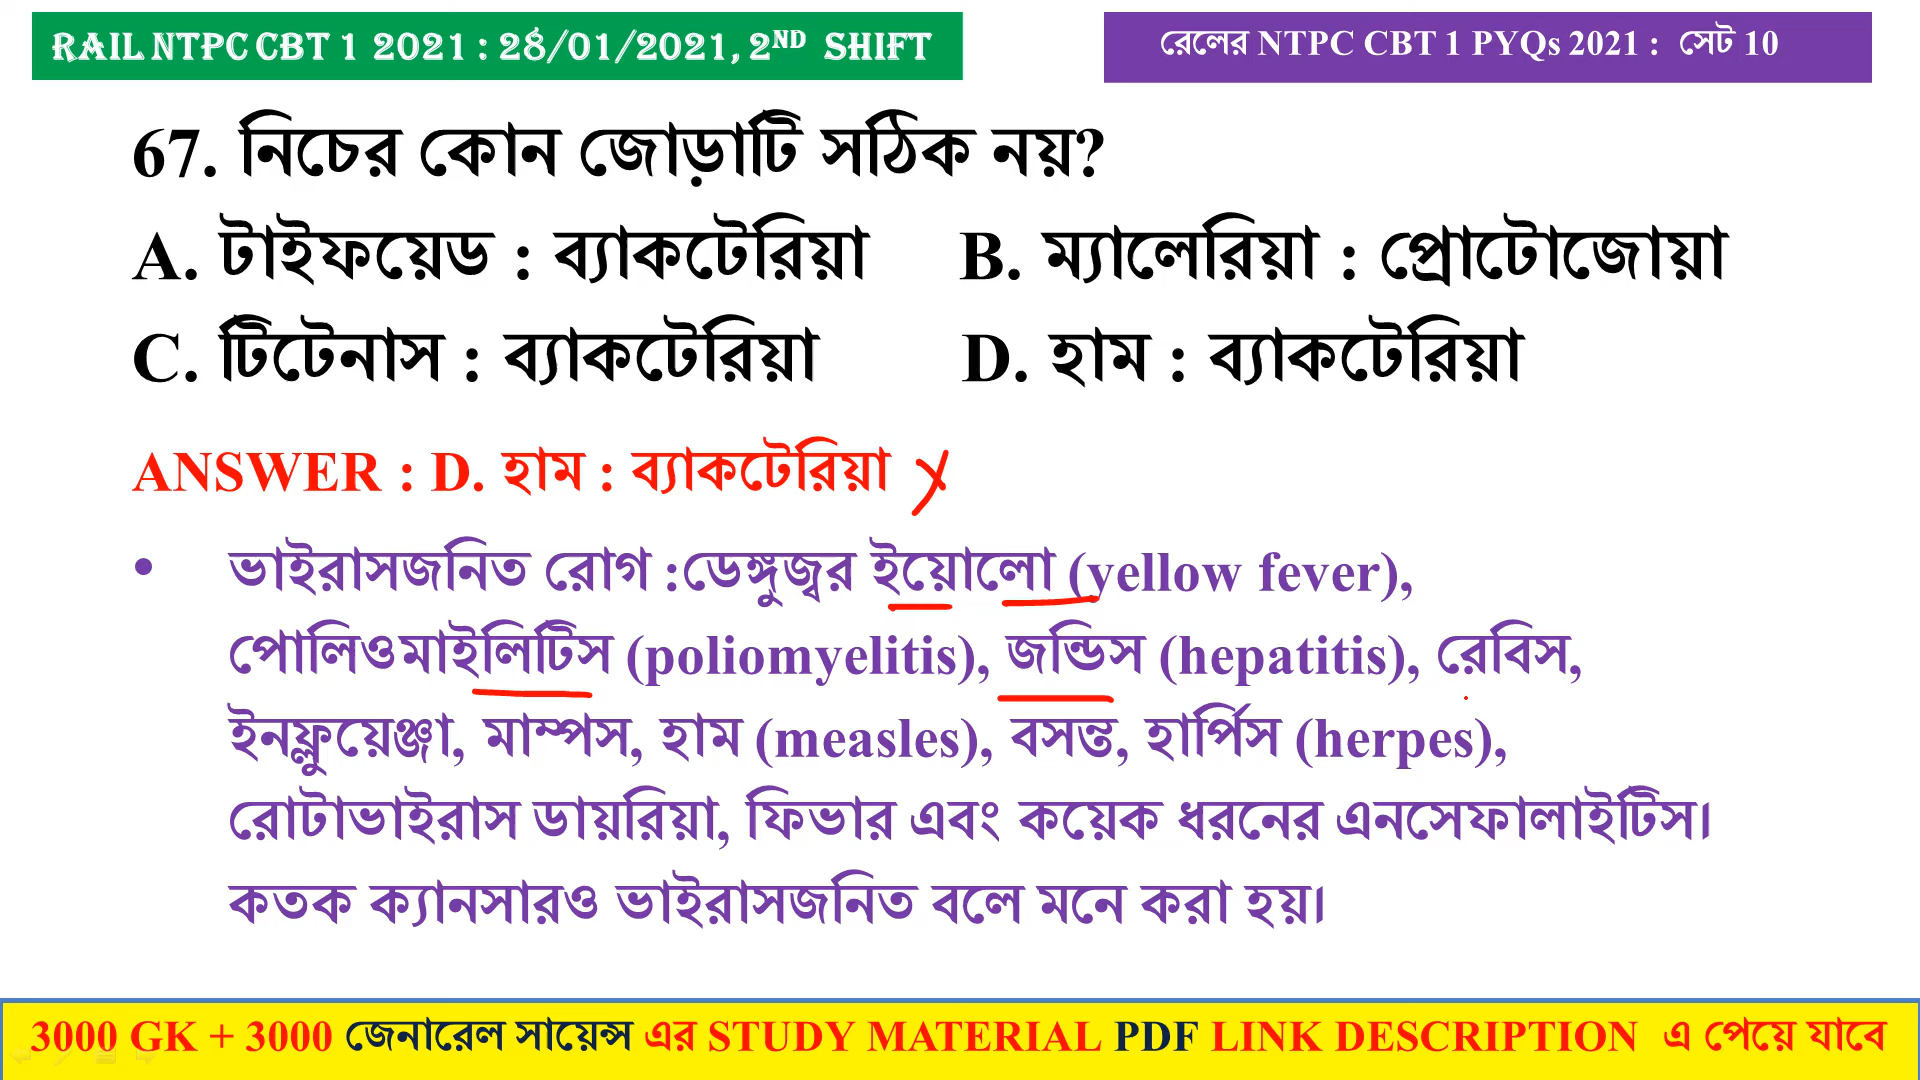 RAIL NTPC CBT 1 2021 : 28/01/2021, 2ND SHIFT
রেলের NTPC CBT 1 PYQs 2021 : সেট 10
67. নিচের কোন জোড়াটি সঠিক নয়?
A. টাইফয়েড : ব্যাকটেরিয়া B. ম্যালেরিয়া : প্রোটোজোয়া
C. টিটেনাস : ব্যাকটেরিয়া D. হাম : ব্যাকটেরিয়া
ANSWER : D. হাম : ব্যাকটেরিয়া
• ভাইরাসজনিত রোগ :ডেঙ্গুজ্বর ইয়োলো (yellow fever),
পোলিওমাইলিটিস (poliomyelitis), জন্ডিস (hepatitis), রেবিস,
ইনফ্লুয়েঞ্জা, মাম্পস, হাম (measles), বসন্ত, হার্পিস (herpes),
রোটাভাইরাস ডায়রিয়া, ফিভার এবং কয়েক ধরনের এনসেফালাইটিস।
কতক ক্যানসারও ভাইরাসজনিত বলে মনে করা হয়।
3000 GK + 3000 জেনারেল সায়েন্স এর STUDY MATERIAL PDF LINK DESCRIPTION এ পেয়ে যাবে